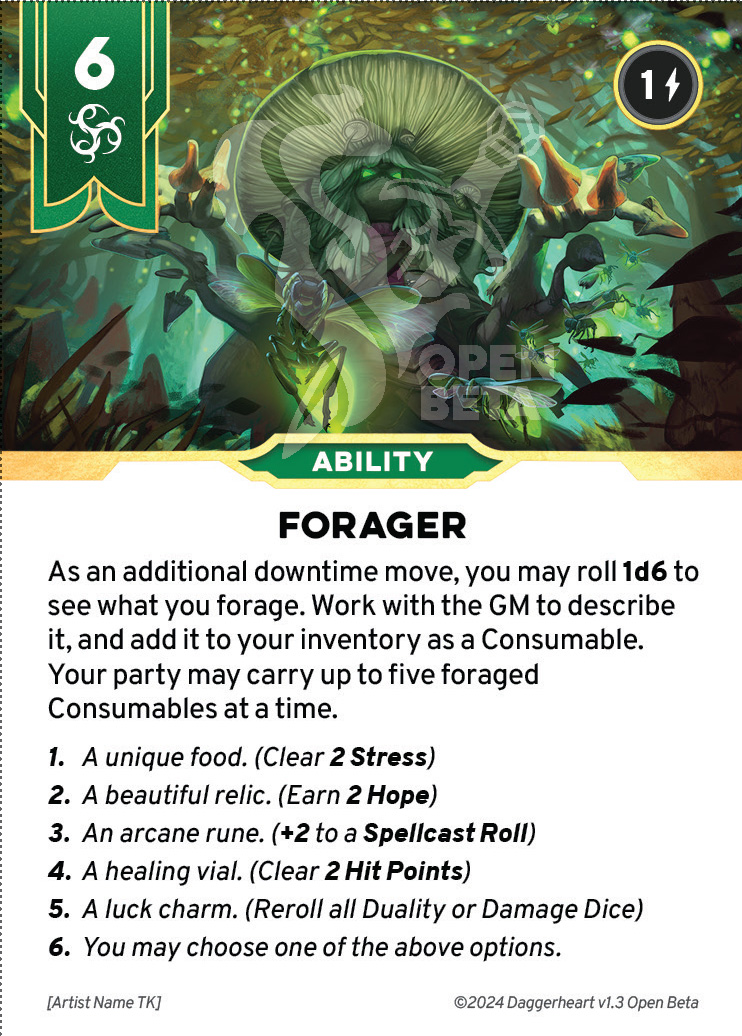 6
1
OPEN
BETA
ABILITY
FORAGER
As an additional downtime move, you may roll 1d6 to
see what you forage. Work with the GM to describe
it, and add it to your inventory as a Consumable.
Your party may carry up to five foraged
Consumables at a time.
1. A unique food. (Clear 2 Stress)
2. A beautiful relic. (Earn 2 Hope)
3. An arcane rune. (+2 to a Spellcast Roll)
4. A healing vial. (Clear 2 Hit Points)
5. A luck charm. (Reroll all Duality or Damage Dice)
6. You may choose one of the above options.
[Artist Name TK] ©2024 Daggerheart v1.3 Open Beta